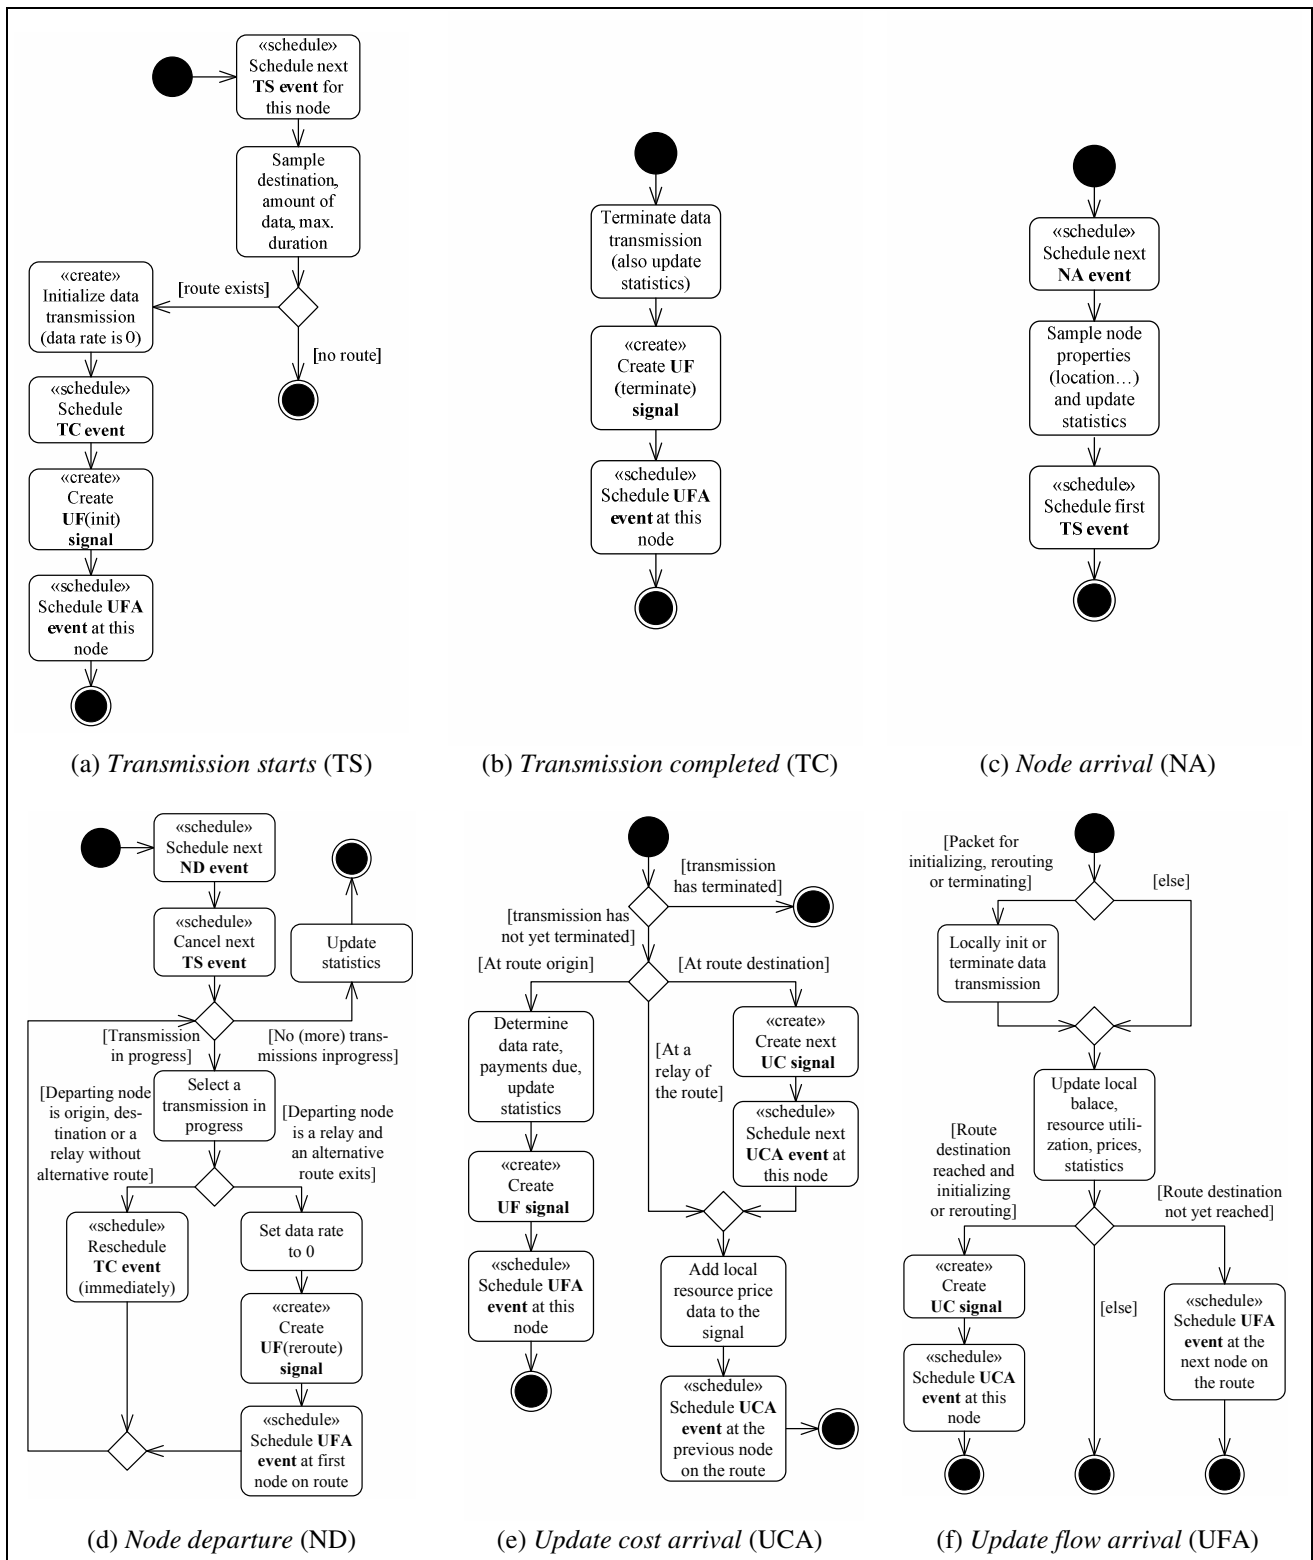 «schedule»
Schedule next
TS event for
this node
Sample
destination,
amount of
data, max.
duration
[route exists]
[no route]
«create»
Initialize data
transmission
(data rate is 0)
«schedule»
Schedule
TC event
«create»
Create
UF(init)
signal
«schedule»
Schedule UFA
event at this
node
(a) Transmission starts (TS)
Terminate data
transmission
(also update
statistics)
«create»
Create UF
(terminate)
signal
«schedule»
Schedule UFA
event at this
node
(b) Transmission completed (TC)
«schedule»
Schedule next
NA event
Sample node
properties
(location…)
and update
statistics
«schedule»
Schedule first
TS event
(c) Node arrival (NA)
«schedule»
Schedule next
ND event
«schedule»
Cancel next
TS event
Update
statistics
[Transmission
in progress]
[No (more) trans-
missions inprogress]
Select a
transmission in
progress
[Departing node
is origin, des-
tination or a
relay without
alternative route]
[Departing node
is a relay and
an alternative
route exits]
«schedule»
Reschedule
TC event
(immediately)
Set data rate
to 0
«create»
Create
UF(reroute)
signal
«schedule»
Schedule UFA
event at first
node on route
(d) Node departure (ND)
[transmission
has terminated]
[transmission has
not yet terminated]
[At route origin]
[At route destination]
[At a
relay of
the route]
Determine
data rate,
payments due,
update
statistics
«create»
Create
UF signal
«schedule»
Schedule UFA
event at this
node
«create»
Create next
UC signal
«schedule»
Schedule next
UCA event at
this node
Add local
resource price
data to the
signal
«schedule»
Schedule UCA
event at the
previous node
on the route
(e) Update cost arrival (UCA)
[Packet for
initializing, rerouting
or terminating]
[else]
Locally init or
terminate data
transmission
Update local
balace,
resource utili-
zation, prices,
statistics
[Route
destination
reached and
initializing
or rerouting]
[Route destination
not yet reached]
[else]
«create»
Create
UC signal
«schedule»
Schedule UCA
event at this
node
«schedule»
Schedule UFA
event at the
next node on
the route
(f) Update flow arrival (UFA)